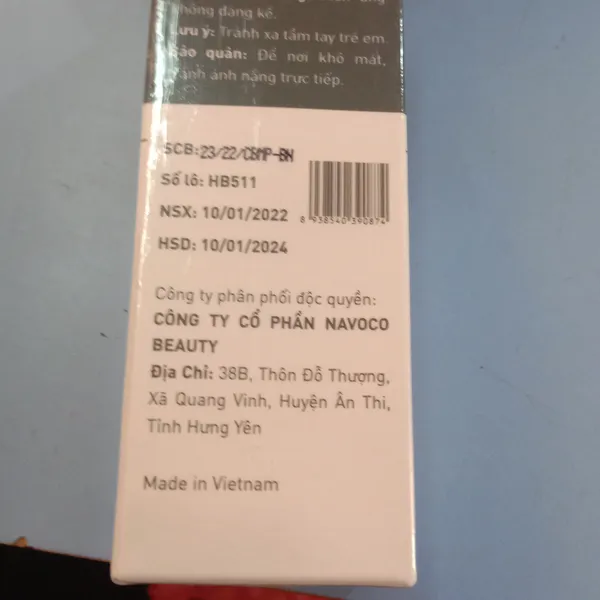 không đáng kể.
Lưu ý: Tránh xa tầm tay trẻ em.
Bảo quản: Để nơi khô mát,
tránh ánh nắng trực tiếp.
SCB: 23/22/CBMP-BN
Số lô: HB511
NSX: 10/01/2022
HSD: 10/01/2024
8 938540 390874
Công ty phân phối độc quyền:
CÔNG TY CỔ PHẦN NAVOCO
BEAUTY
Địa Chỉ: 38B, Thôn Đỗ Thượng,
Xã Quang Vinh, Huyện Ân Thi,
Tỉnh Hưng Yên
Made in Vietnam